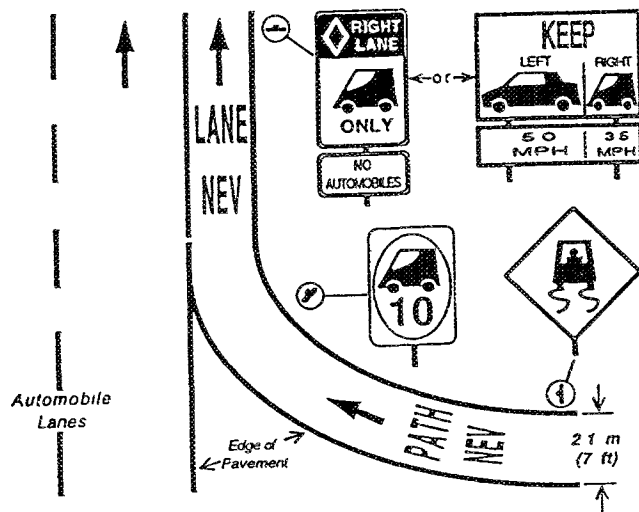 RIGHT
LANE
ONLY
NO
AUTOMOBILES
or
KEEP
LEFT
RIGHT
50
MPH
35
MPH
LANE
NEV
10
Automobile
Lanes
Edge of
Pavement
PATH
NEV
2.1 m
(7 ft)